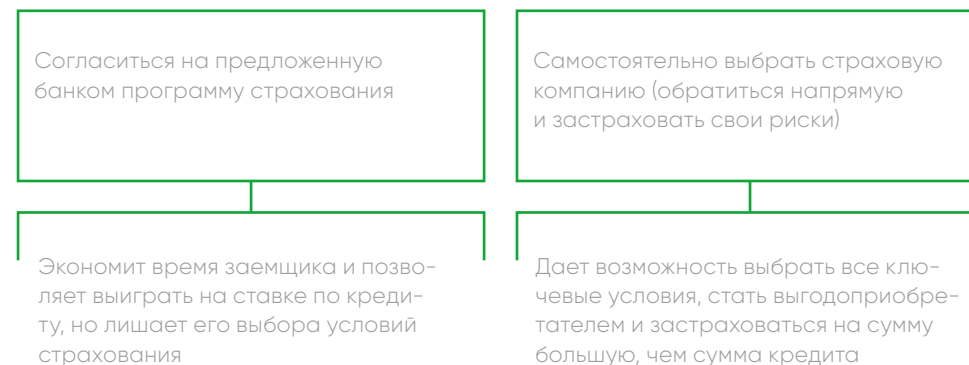 Согласиться на предложенную
банком программу страхования
Самостоятельно выбрать страховую
компанию (обратиться напрямую
и застраховать свои риски)
Экономит время заемщика и позво-
ляет выиграть на ставке по креди-
ту, но лишает его выбора условий
страхования
Дает возможность выбрать все клю-
чевые условия, стать выгодоприобре-
тателем и застраховаться на сумму
большую, чем сумма кредита